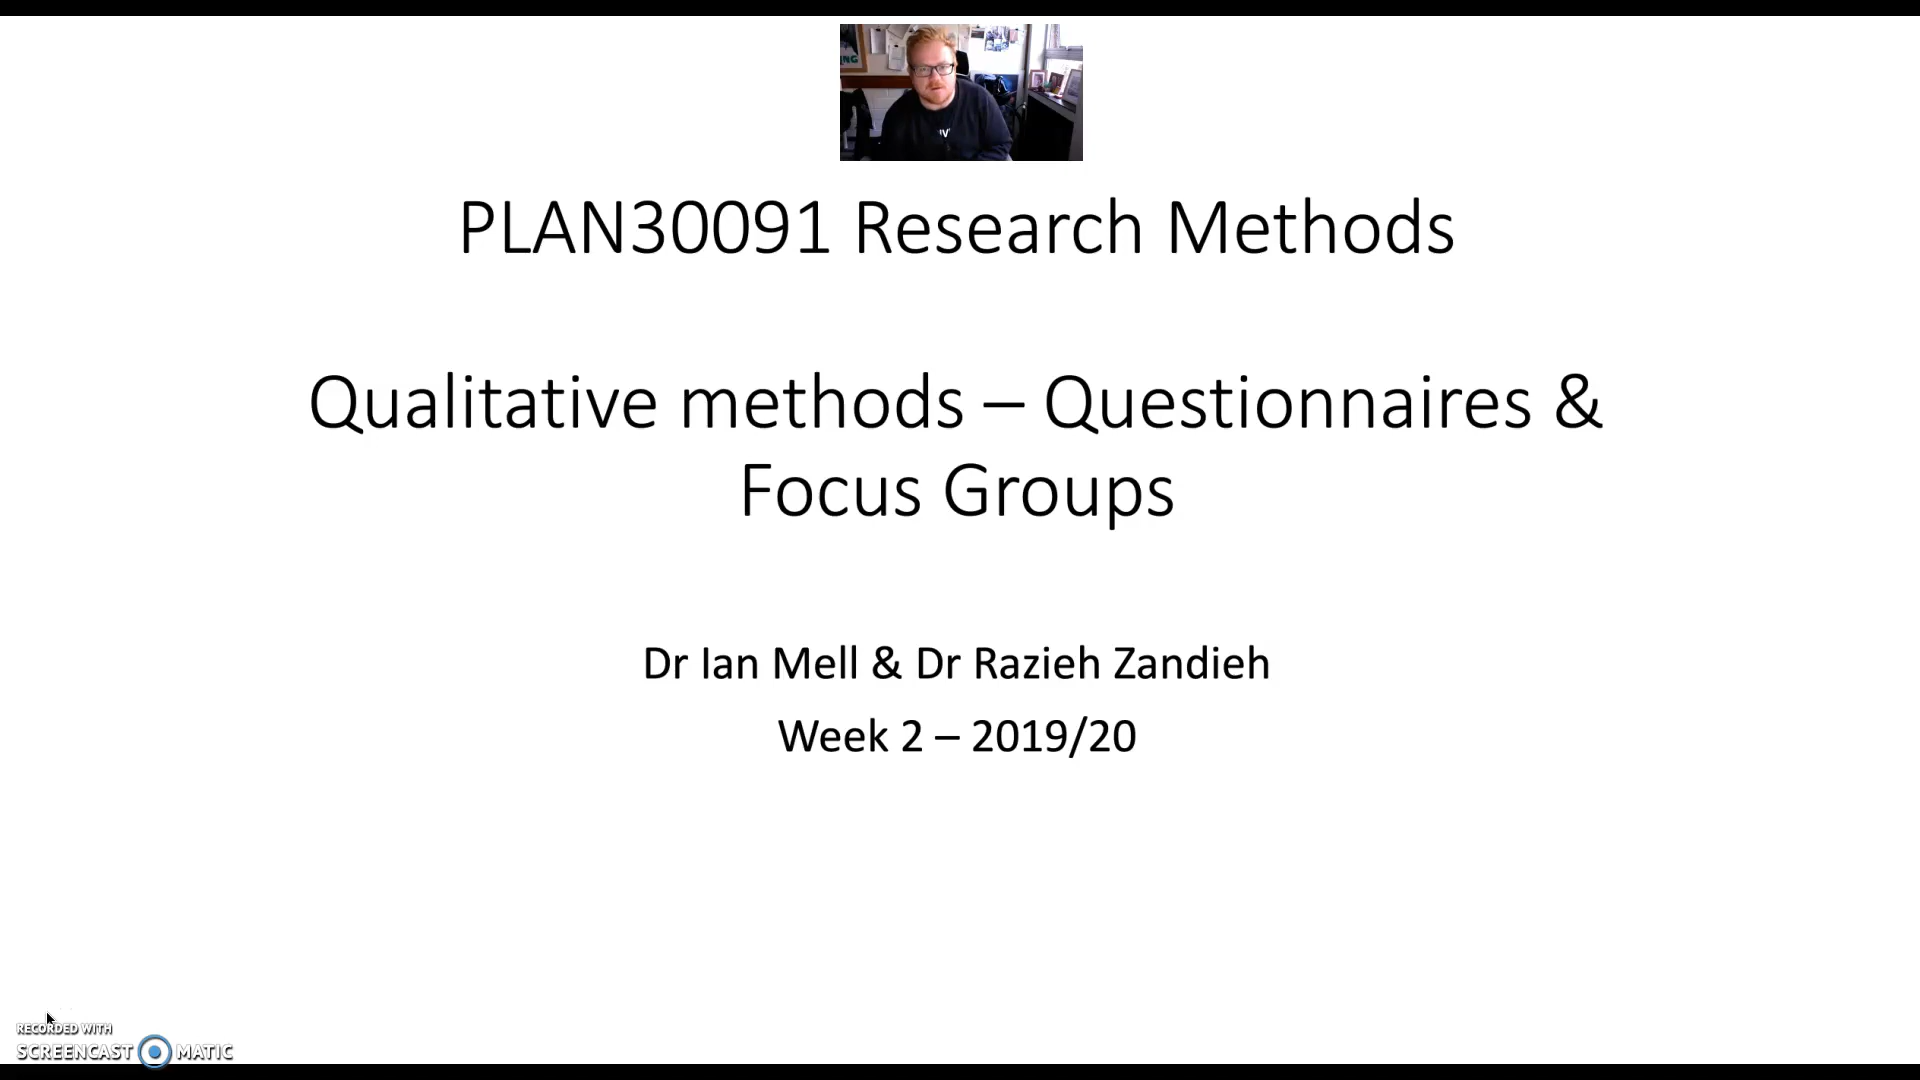 PLAN30091 Research Methods
Qualitative methods – Questionnaires &
Focus Groups
Dr Ian Mell & Dr Razieh Zandieh
Week 2 – 2019/20
RECORDED WITH
SCREENCAST MATIC